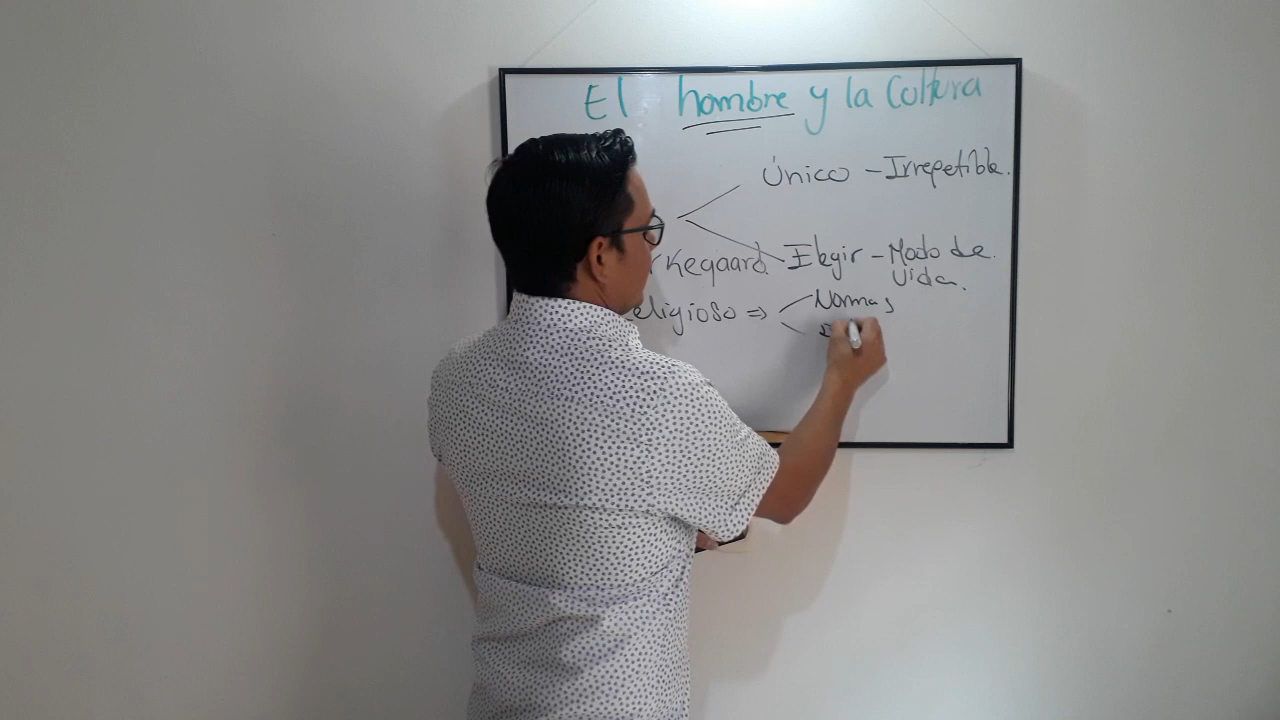 El hombre y la Cultura
Único - Irrepetible.
rkegaard. Elegir - Modo de
Vida.
eligioso ⇒ Normas